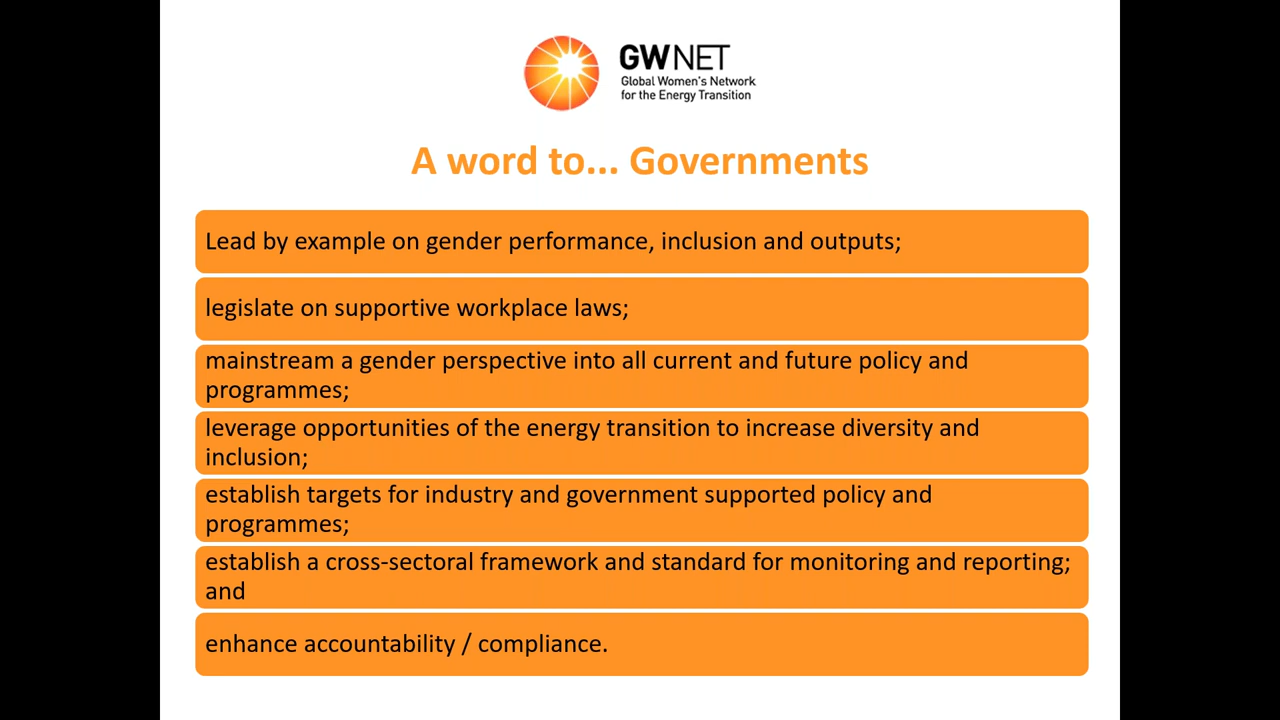 GWNET
Global Women's Network
for the Energy Transition
A word to... Governments
Lead by example on gender performance, inclusion and outputs;
legislate on supportive workplace laws;
mainstream a gender perspective into all current and future policy and
programmes;
leverage opportunities of the energy transition to increase diversity and
inclusion;
establish targets for industry and government supported policy and
programmes;
establish a cross-sectoral framework and standard for monitoring and reporting;
and
enhance accountability / compliance.